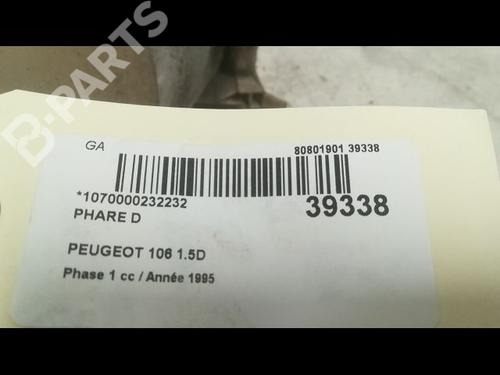 B-PARTS
GA
80801901 39338
*1070000232232
39338
PHARE D
PEUGEOT 106 1.5D
Phase 1 cc / Année 1995